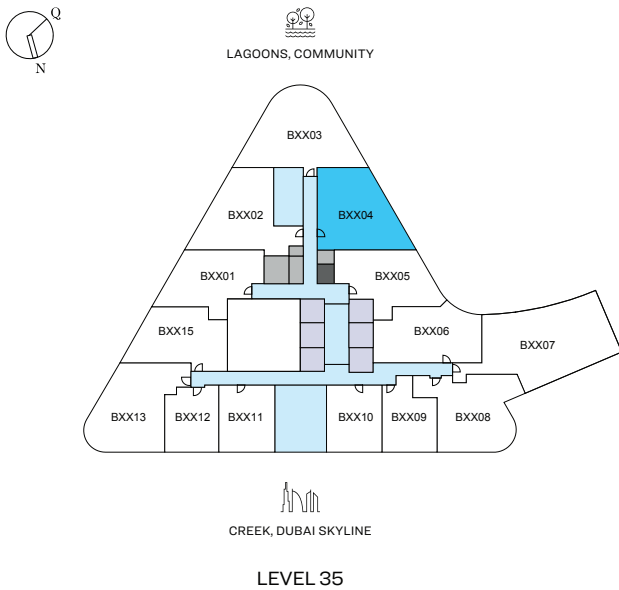 Q
N
LAGOONS, COMMUNITY
BXX03
BXX02
BXX04
BXX01
BXX05
BXX15
BXX06
BXX07
BXX13
BXX12
BXX11
BXX10
BXX09
BXX08
CREEK, DUBAI SKYLINE
LEVEL 35